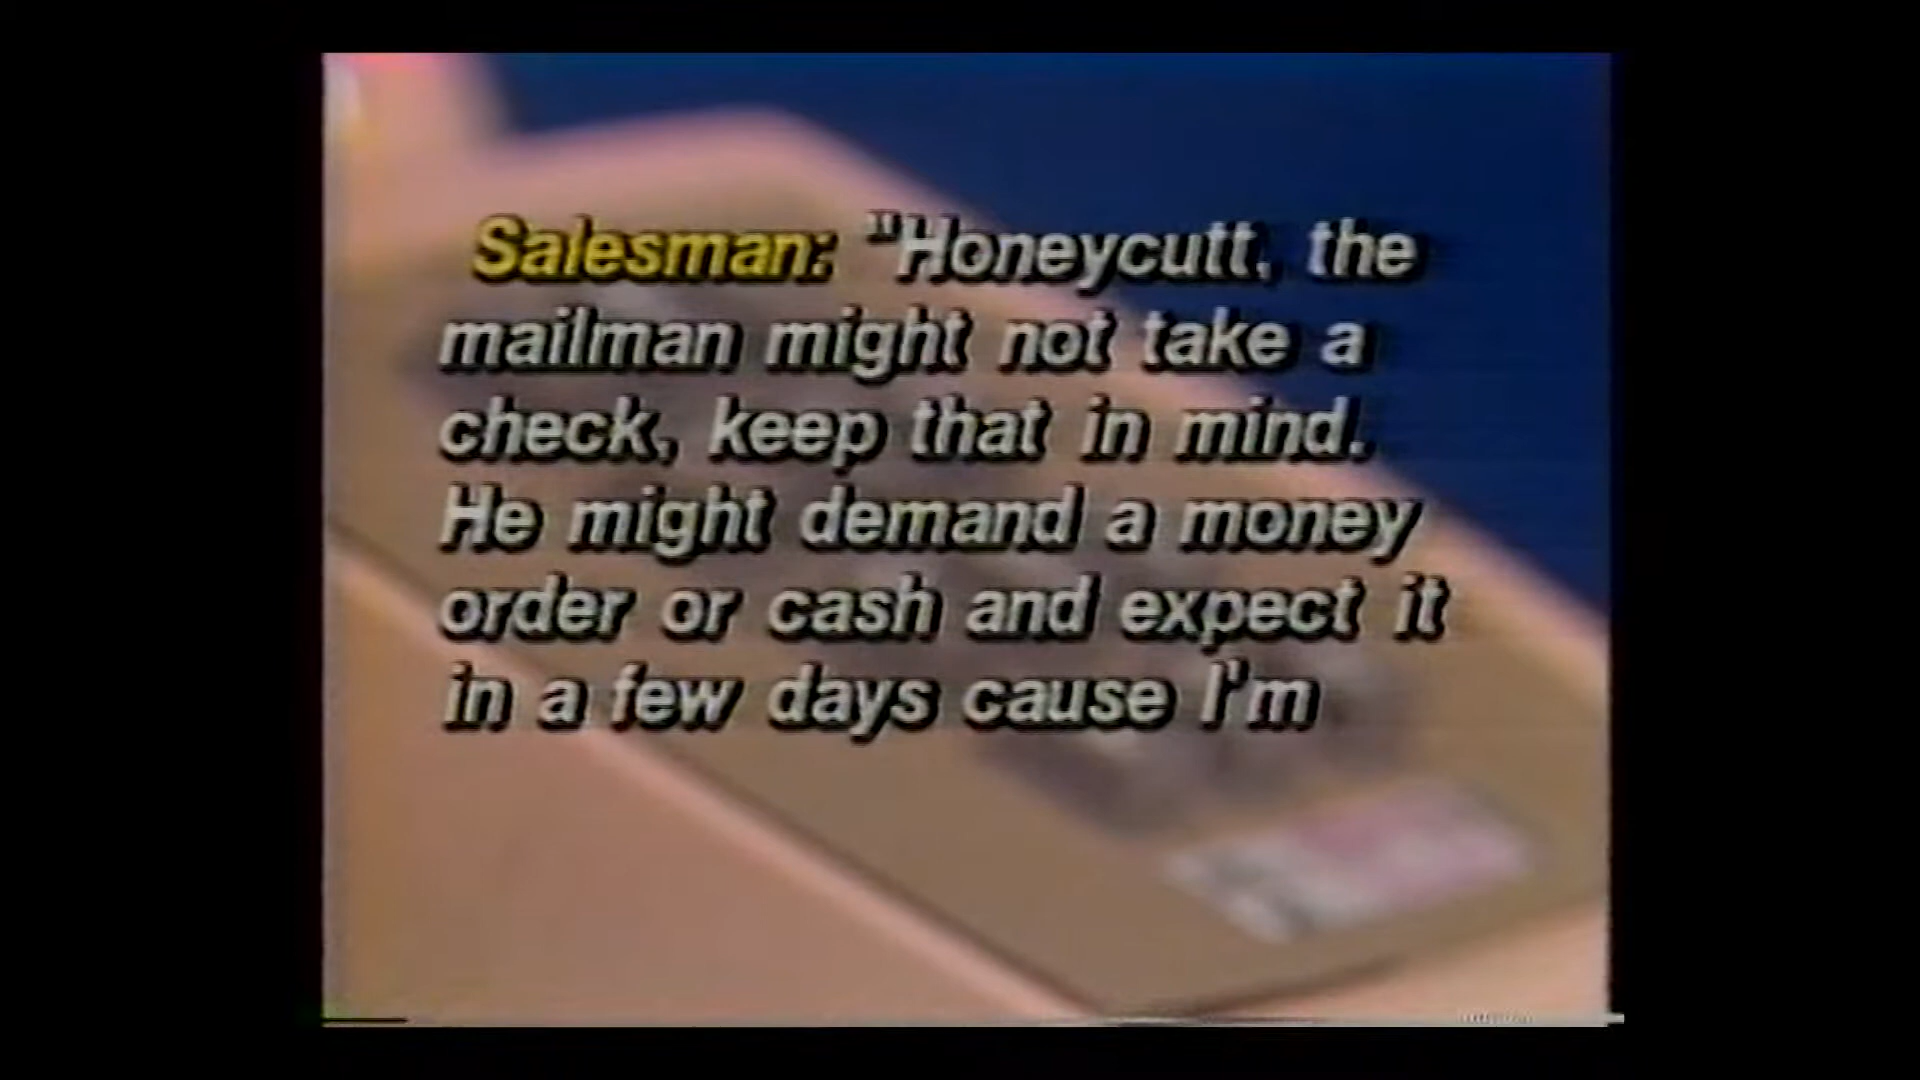 Salesman: "Honeycutt, the
mailman might not take a
check, keep that in mind.
He might demand a money
order or cash and expect it
in a few days cause I'm